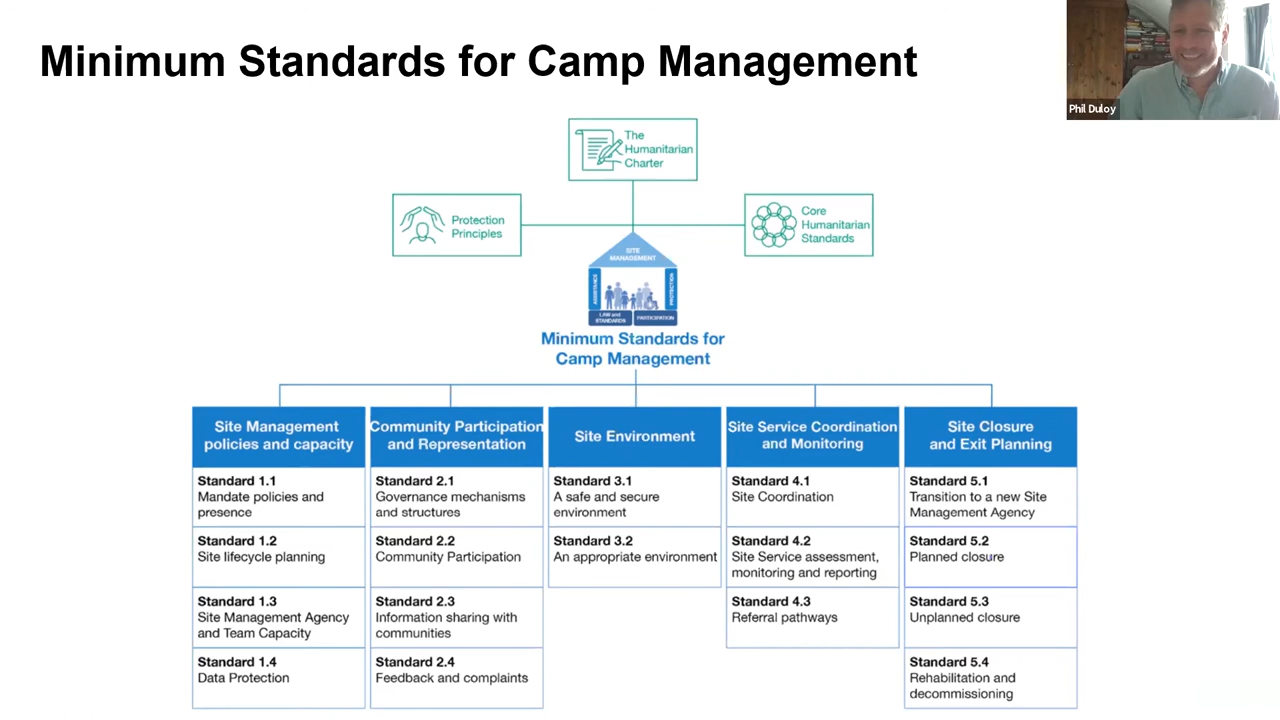 Minimum Standards for Camp Management
Phil Duloy
The
Humanitarian
Charter
Protection
Principles
Core
Humanitarian
Standards
SITE
MANAGEMENT
ASSISTANCE
PROTECTION
LAW and
STANDARDS
PARTICIPATION
Minimum Standards for
Camp Management
Site Management
policies and capacity
Standard 1.1
Mandate policies and
presence
Standard 1.2
Site lifecycle planning
Standard 1.3
Site Management Agency
and Team Capacity
Standard 1.4
Data Protection
Community Participation
and Representation
Standard 2.1
Governance mechanisms
and structures
Standard 2.2
Community Participation
Standard 2.3
Information sharing with
communities
Standard 2.4
Feedback and complaints
Site Environment
Standard 3.1
A safe and secure
environment
Standard 3.2
An appropriate environment
Site Service Coordination
and Monitoring
Standard 4.1
Site Coordination
Standard 4.2
Site Service assessment,
monitoring and reporting
Standard 4.3
Referral pathways
Site Closure
and Exit Planning
Standard 5.1
Transition to a new Site
Management Agency
Standard 5.2
Planned closure
Standard 5.3
Unplanned closure
Standard 5.4
Rehabilitation and
decommissioning